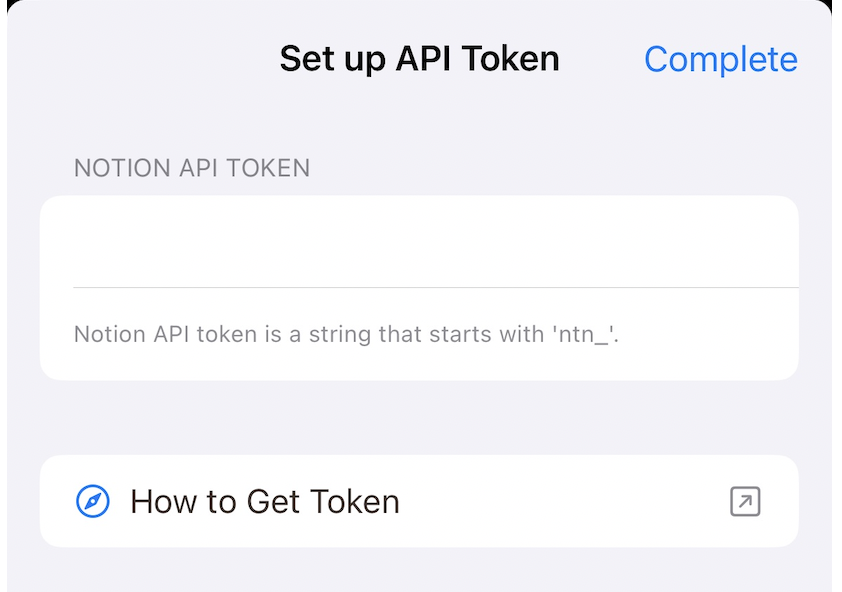 Set up API Token
Complete
NOTION API TOKEN
Notion API token is a string that starts with 'ntn_'.
How to Get Token